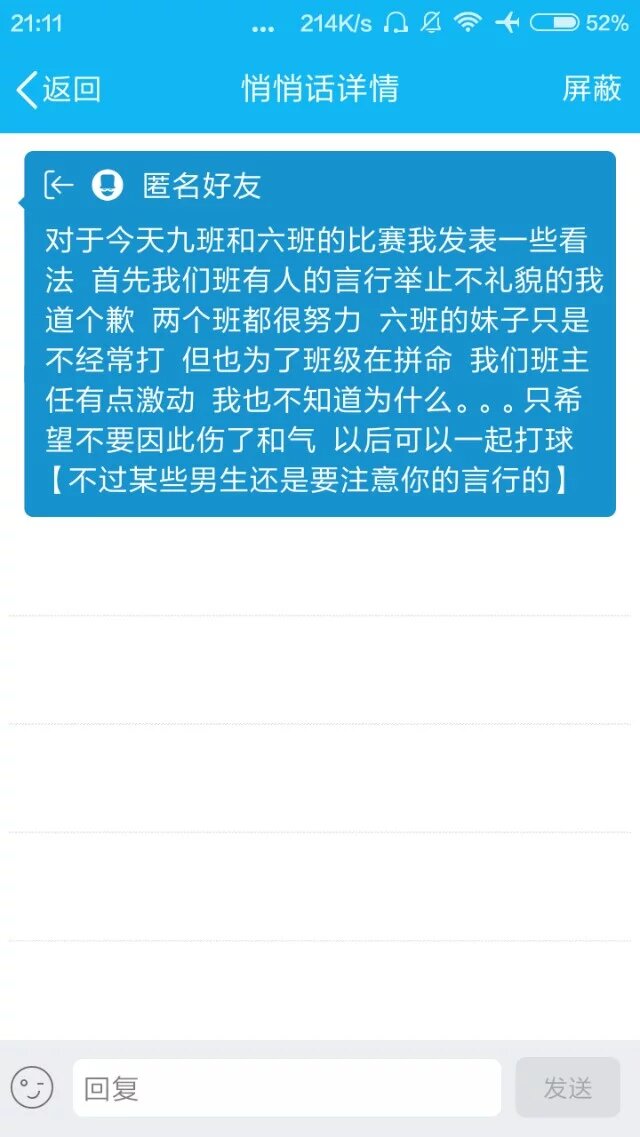 21:11 ... 214K/s 52%
返回 悄悄话详情 屏蔽
匿名好友
对于今天九班和六班的比赛我发表一些看
法 首先我们班有人的言行举止不礼貌的我
道个歉 两个班都很努力 六班的妹子只是
不经常打 但也为了班级在拼命 我们班主
任有点激动 我也不知道为什么。。。只希
望不要因此伤了和气 以后可以一起打球
【不过某些男生还是要注意你的言行的】
回复 发送